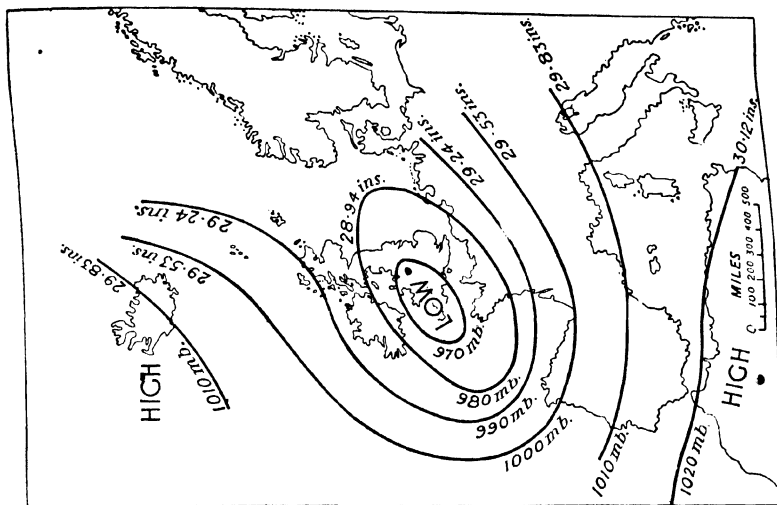 29·83 ins.
29·53 ins.
29·24 ins.
28·94 ins.
29·24 ins.
29·53 ins.
29·83 ins.
30·12 ins.
HIGH
1010 mb.
LOW
970 mb.
980 mb.
990 mb.
1000 mb.
1010 mb.
1020 mb.
HIGH
MILES
0 100 200 300 400 500